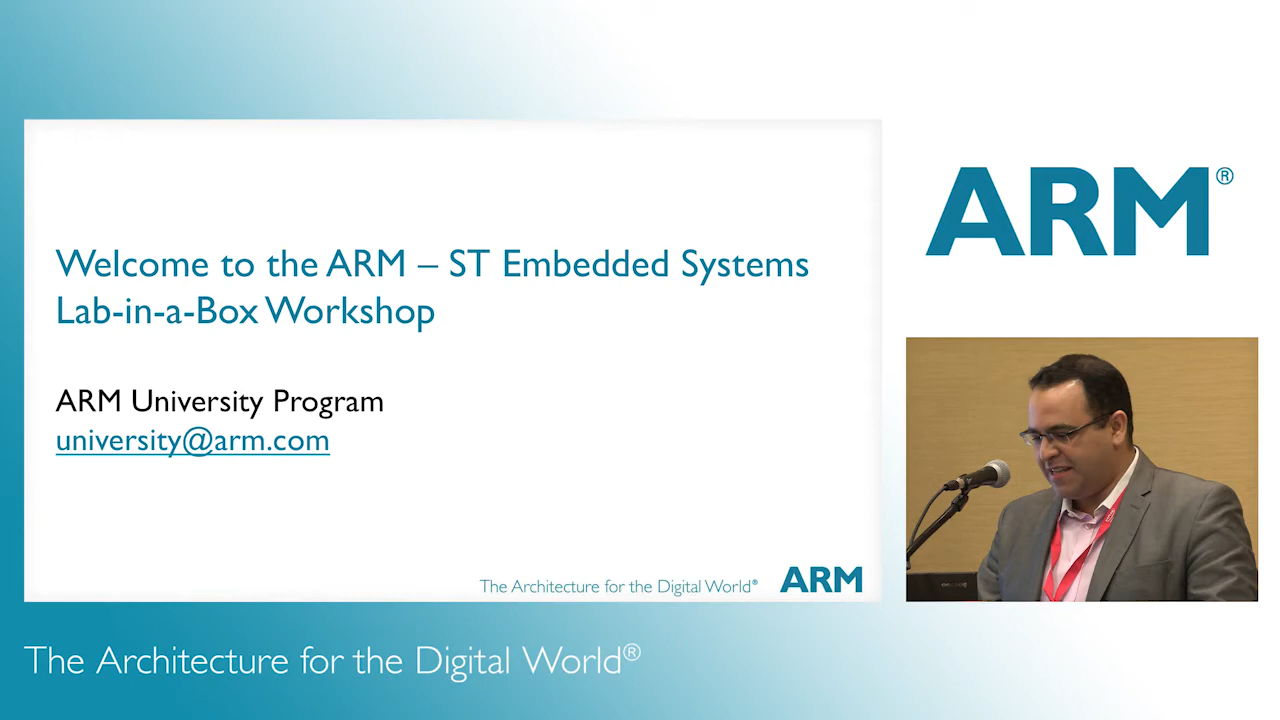 ARM®
Welcome to the ARM – ST Embedded Systems
Lab-in-a-Box Workshop
ARM University Program
university@arm.com
The Architecture for the Digital World® ARM
The Architecture for the Digital World®